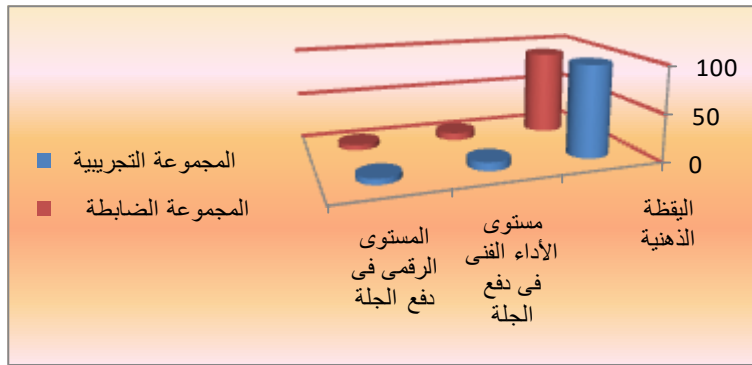 100
50
0
المجموعة التجريبية
المجموعة الضابطة
اليقظة
الذهنية
مستوى
الأداء الفنى
فى دفع
الجلة
المستوى
الرقمى فى
دفع الجلة